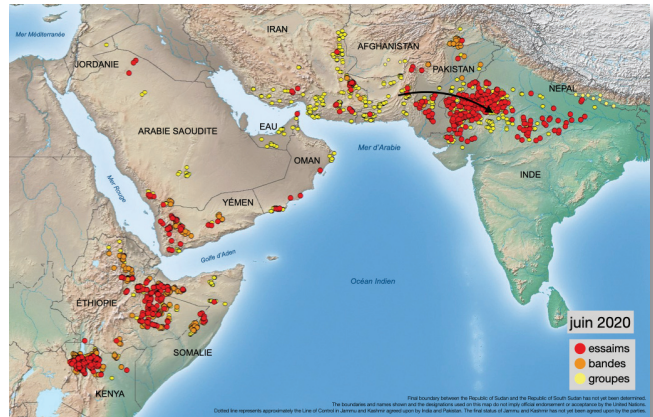 Mer Méditerranée
IRAN
AFGHANISTAN
JORDANIE
PAKISTAN
NEPAL
EAU
ARABIE SAOUDITE
OMAN
Mer d'Arabie
INDE
Mer Rouge
YÉMEN
Golfe d'Aden
Océan Indien
ÉTHIOPIE
juin 2020
SOMALIE
essaims
bandes
groupes
KENYA
Final boundary between the Republic of Sudan and the Republic of South Sudan has not yet been determined.
The boundaries and names shown and the designations used on this map do not imply official endorsement or acceptance by the United Nations.
Dotted line represents approximately the Line of Control in Jammu and Kashmir agreed upon by India and Pakistan. The final status of Jammu and Kashmir has not yet been agreed upon by the parties.